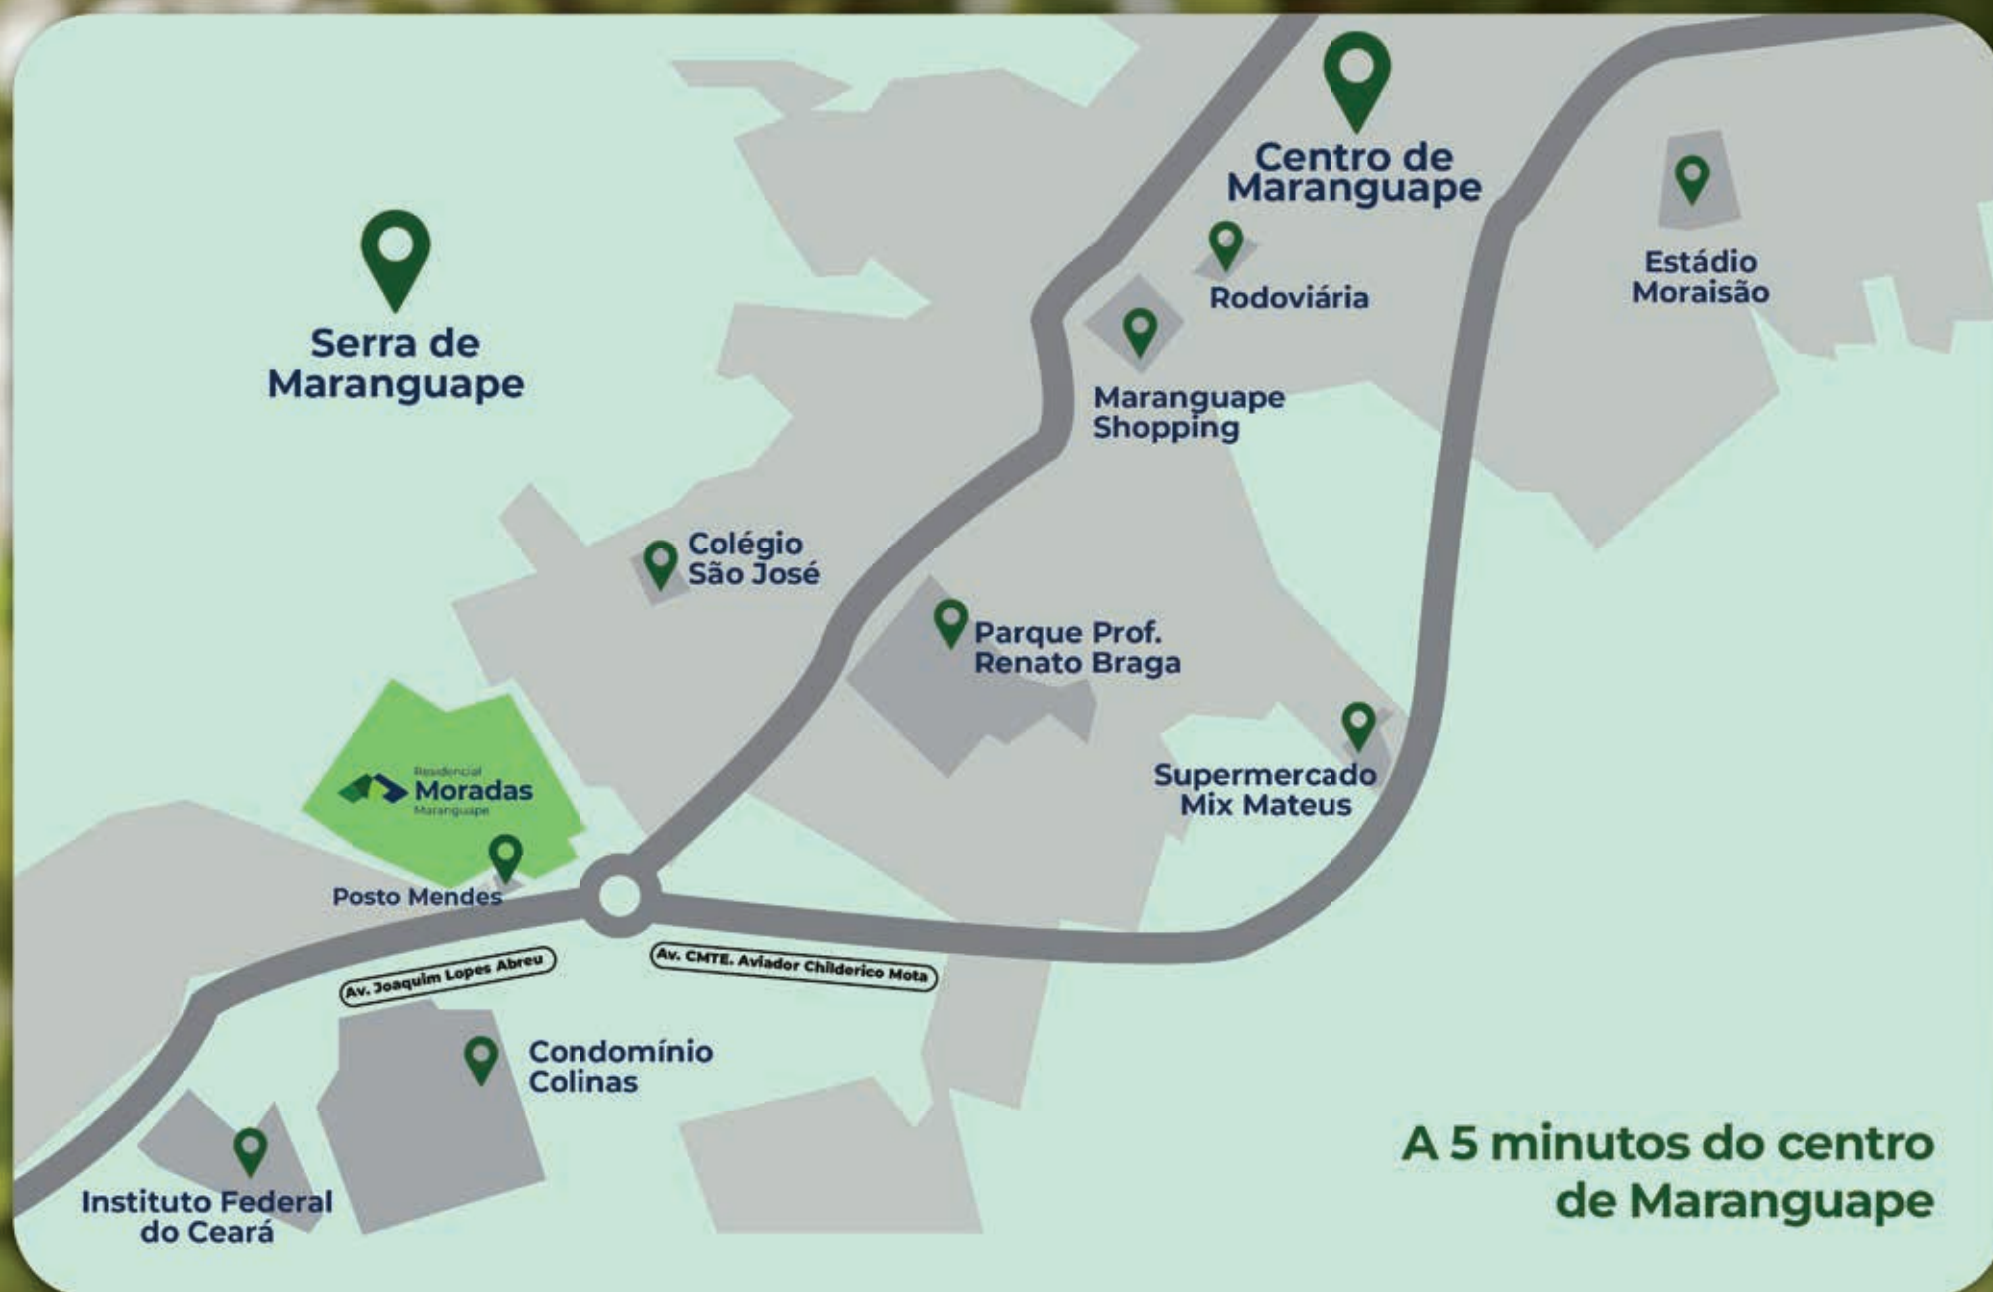 Centro de
Maranguape
Serra de
Maranguape
Rodoviária
Estádio
Moraisão
Maranguape
Shopping
Colégio
São José
Parque Prof.
Renato Braga
Residencial
Moradas
Maranguape
Supermercado
Mix Mateus
Posto Mendes
Av. Joaquim Lopes Abreu
Av. CMTE. Aviador Childerico Mota
Condomínio
Colinas
Instituto Federal
do Ceará
A 5 minutos do centro
de Maranguape